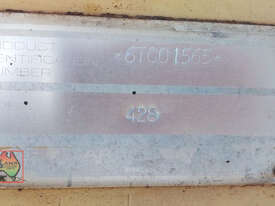 PRODUCT
IDENTIFICATION
NUMBER
*6TC01565*
428